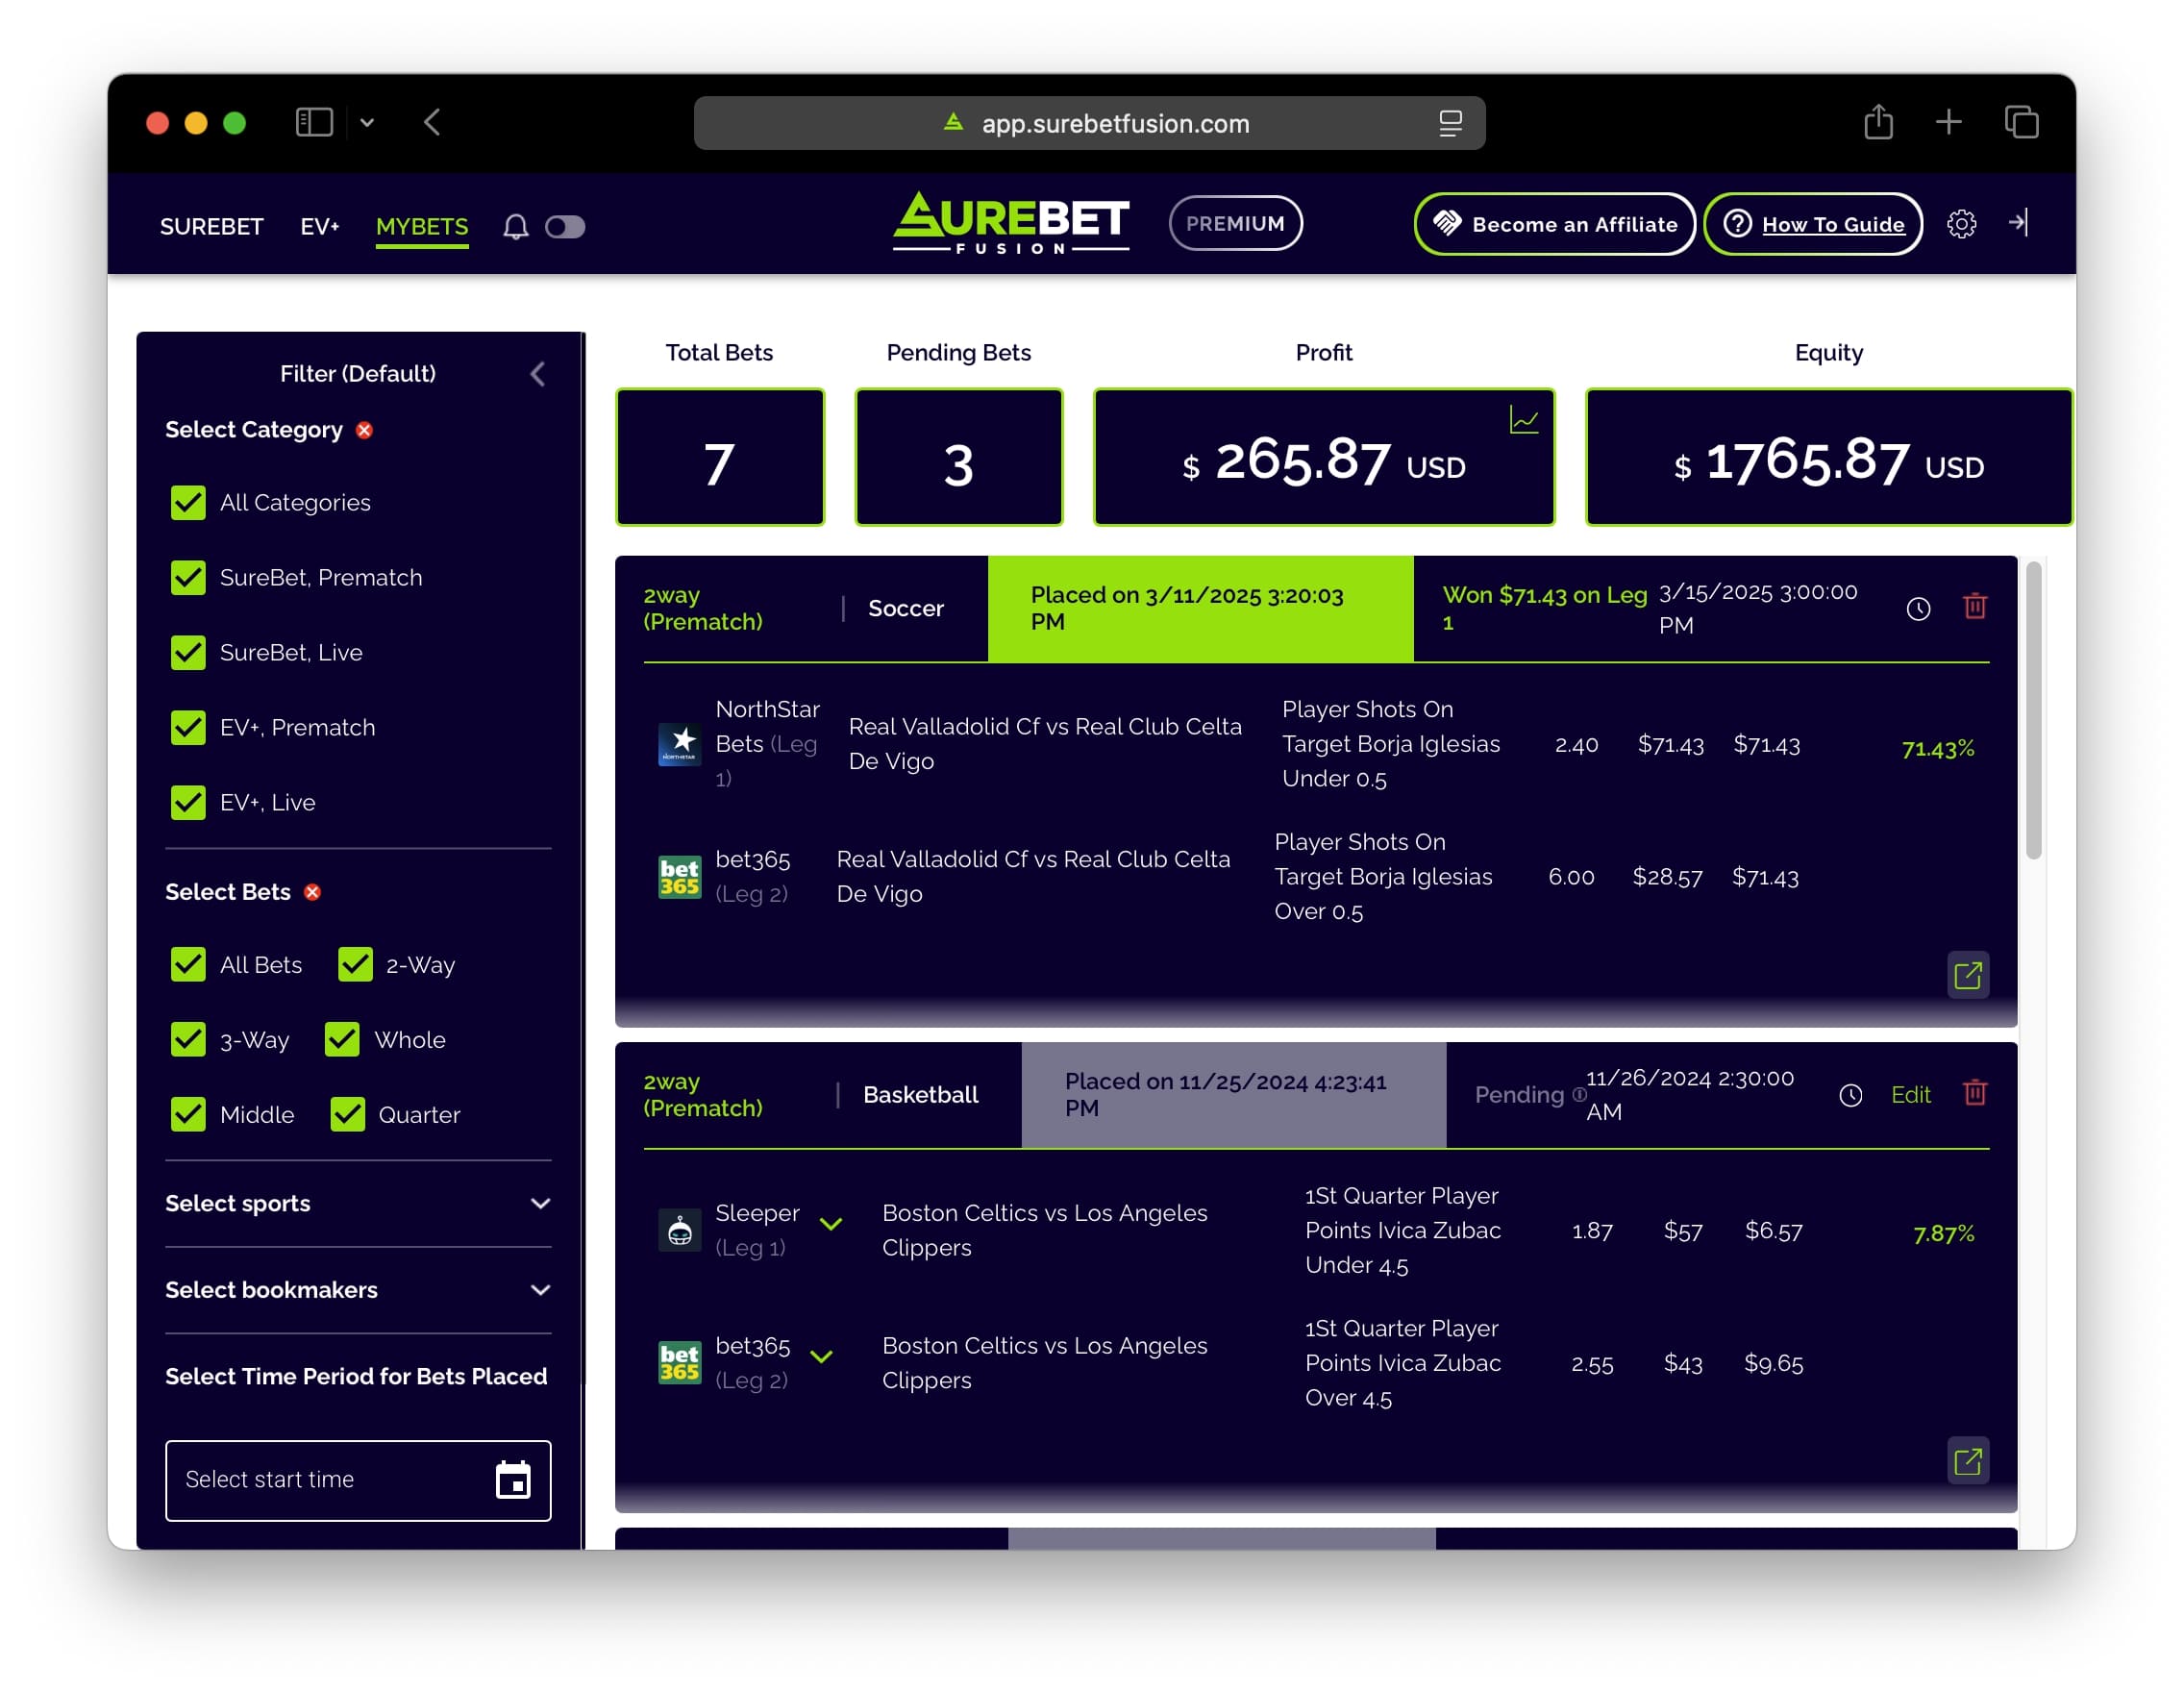 app.surebetfusion.com
SUREBET
EV+
MYBETS
SUREBET
FUSION
PREMIUM
Become an Affiliate
How To Guide
Filter (Default)
Select Category
All Categories
SureBet, Prematch
SureBet, Live
EV+, Prematch
EV+, Live
Select Bets
All Bets
2-Way
3-Way
Whole
Middle
Quarter
Select sports
Select bookmakers
Select Time Period for Bets Placed
Select start time
Total Bets
7
Pending Bets
3
Profit
$ 265.87 USD
Equity
$ 1765.87 USD
2way
(Prematch)
| Soccer
Placed on 3/11/2025 3:20:03
PM
Won $71.43 on Leg
1
3/15/2025 3:00:00
PM
NORTHSTAR
NorthStar
Bets (Leg
1)
Real Valladolid Cf vs Real Club Celta
De Vigo
Player Shots On
Target Borja Iglesias
Under 0.5
2.40
$71.43
$71.43
71.43%
bet
365
bet365
(Leg 2)
Real Valladolid Cf vs Real Club Celta
De Vigo
Player Shots On
Target Borja Iglesias
Over 0.5
6.00
$28.57
$71.43
2way
(Prematch)
| Basketball
Placed on 11/25/2024 4:23:41
PM
Pending
11/26/2024 2:30:00
AM
Edit
Sleeper
(Leg 1)
Boston Celtics vs Los Angeles
Clippers
1St Quarter Player
Points Ivica Zubac
Under 4.5
1.87
$57
$6.57
7.87%
bet
365
bet365
(Leg 2)
Boston Celtics vs Los Angeles
Clippers
1St Quarter Player
Points Ivica Zubac
Over 4.5
2.55
$43
$9.65